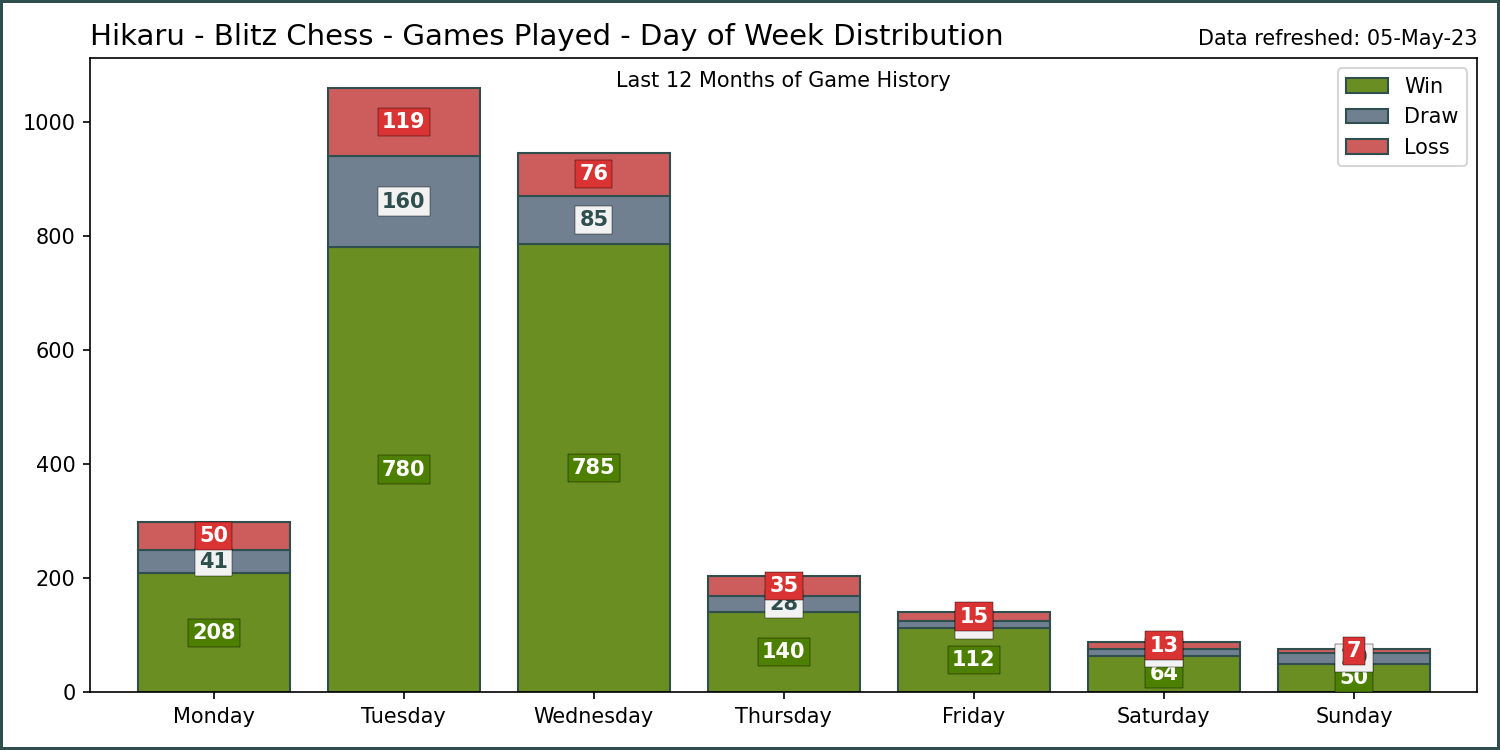 Hikaru - Blitz Chess - Games Played - Day of Week Distribution
Data refreshed: 05-May-23
Last 12 Months of Game History
Win
Draw
Loss
1000
800
600
400
200
0
50
41
208
119
160
780
76
85
785
35
28
140
15
112
13
64
7
50
Monday
Tuesday
Wednesday
Thursday
Friday
Saturday
Sunday